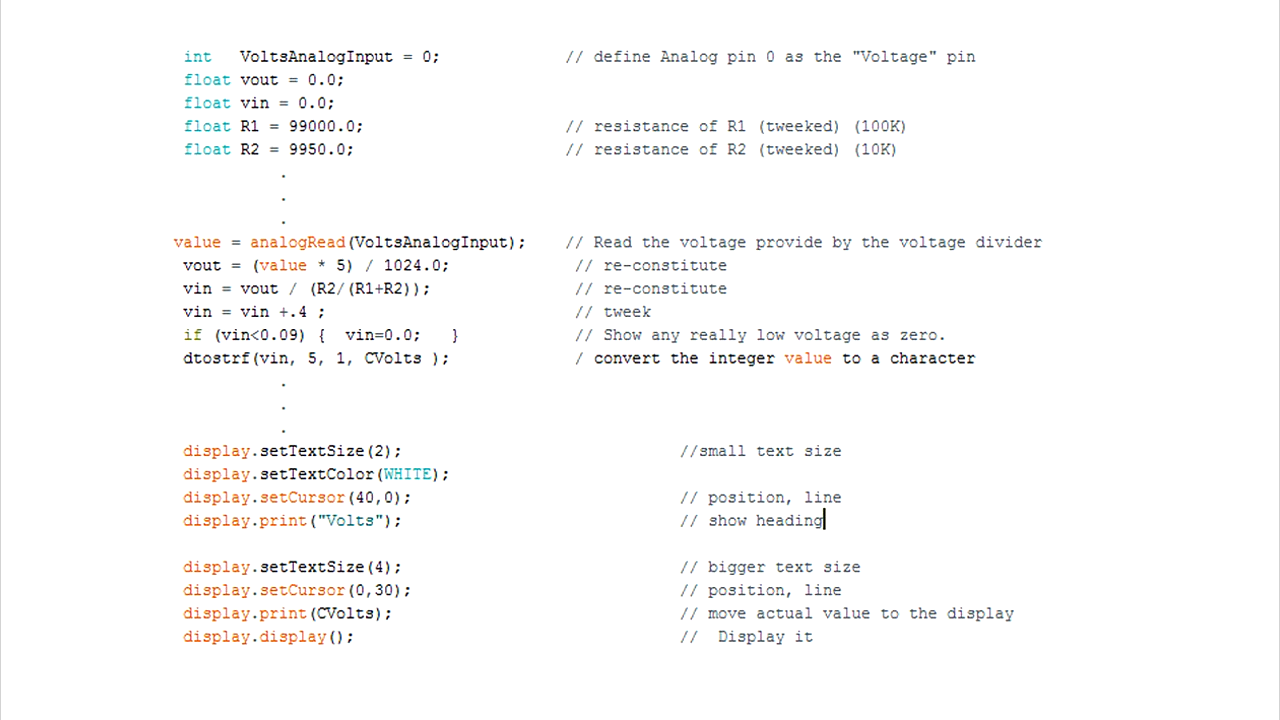 int   VoltsAnalogInput = 0;             // define Analog pin 0 as the "Voltage" pin
float vout = 0.0;
float vin = 0.0;
float R1 = 99000.0;                     // resistance of R1 (tweeked) (100K)
float R2 = 9950.0;                      // resistance of R2 (tweeked) (10K)
.
.
.
value = analogRead(VoltsAnalogInput);    // Read the voltage provide by the voltage divider
vout = (value * 5) / 1024.0;             // re-constitute
vin = vout / (R2/(R1+R2));               // re-constitute
vin = vin +.4 ;                          // tweek
if (vin<0.09) {  vin=0.0;   }            // Show any really low voltage as zero.
dtostrf(vin, 5, 1, CVolts );             / convert the integer value to a character
.
.
.
display.setTextSize(2);                             //small text size
display.setTextColor(WHITE);
display.setCursor(40,0);                            // position, line
display.print("Volts");                             // show heading
display.setTextSize(4);                             // bigger text size
display.setCursor(0,30);                            // position, line
display.print(CVolts);                              // move actual value to the display
display.display();                                  //  Display it